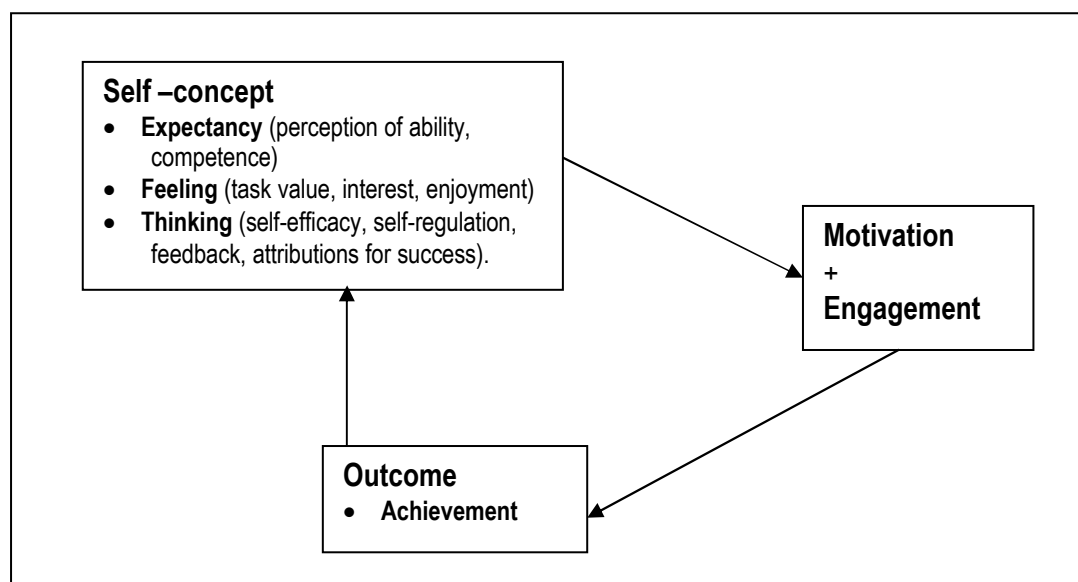 Self –concept
• Expectancy (perception of ability,
competence)
• Feeling (task value, interest, enjoyment)
• Thinking (self-efficacy, self-regulation,
feedback, attributions for success).
Motivation
+
Engagement
Outcome
• Achievement